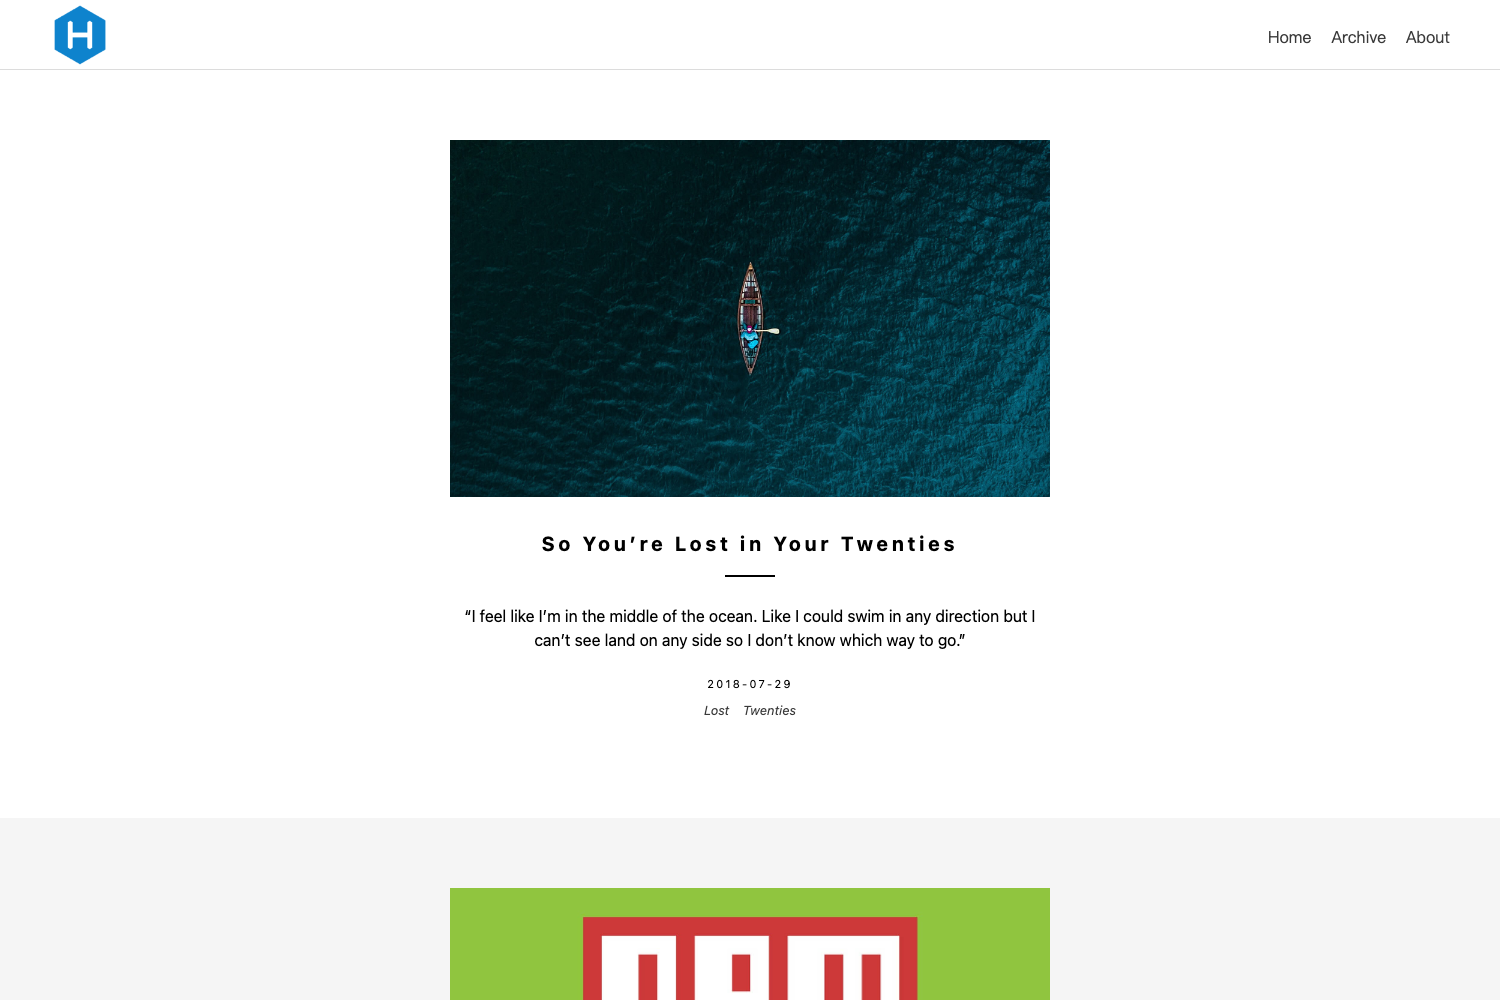 H
Home Archive About
So You’re Lost in Your Twenties
“I feel like I’m in the middle of the ocean. Like I could swim in any direction but I
can’t see land on any side so I don’t know which way to go.”
2018-07-29
Lost Twenties
npm